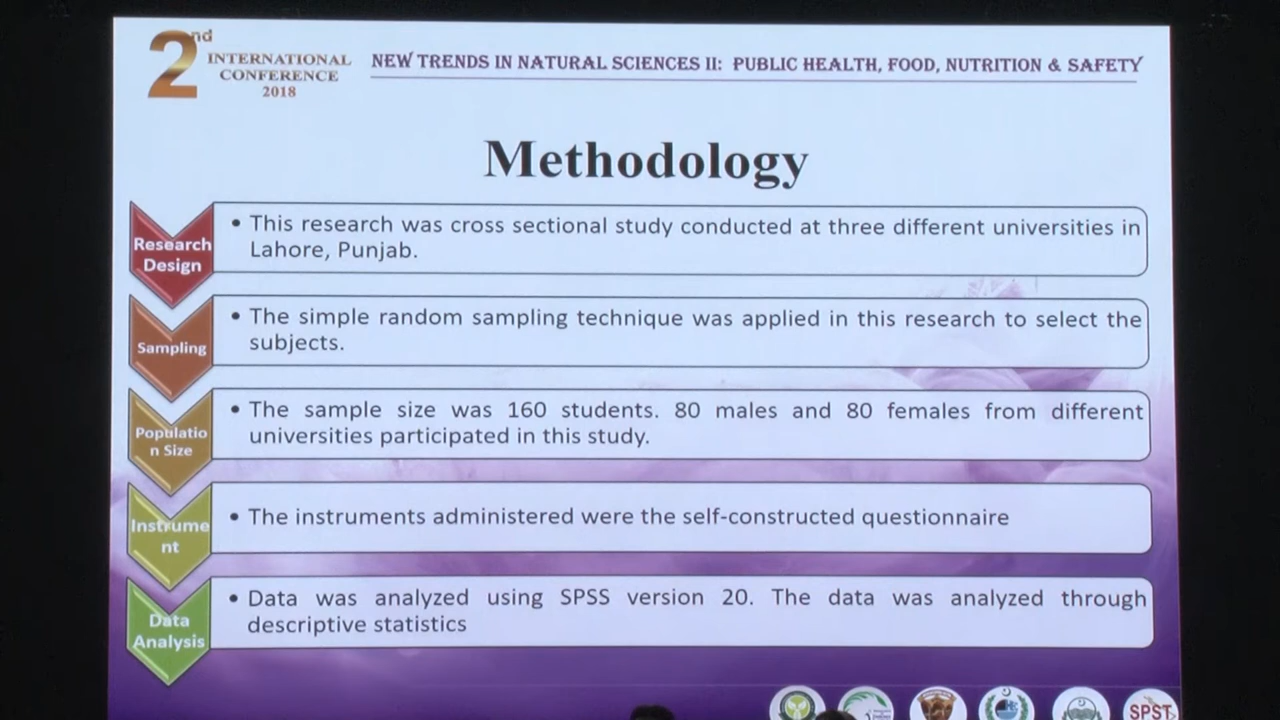 2nd
INTERNATIONAL
CONFERENCE
2018
NEW TRENDS IN NATURAL SCIENCES II: PUBLIC HEALTH, FOOD, NUTRITION & SAFETY
Methodology
Research
Design
• This research was cross sectional study conducted at three different universities in
Lahore, Punjab.
Sampling
• The simple random sampling technique was applied in this research to select the
subjects.
Populatio
n Size
• The sample size was 160 students. 80 males and 80 females from different
universities participated in this study.
Instrume
nt
• The instruments administered were the self-constructed questionnaire
Data
Analysis
• Data was analyzed using SPSS version 20. The data was analyzed through
descriptive statistics
SPST